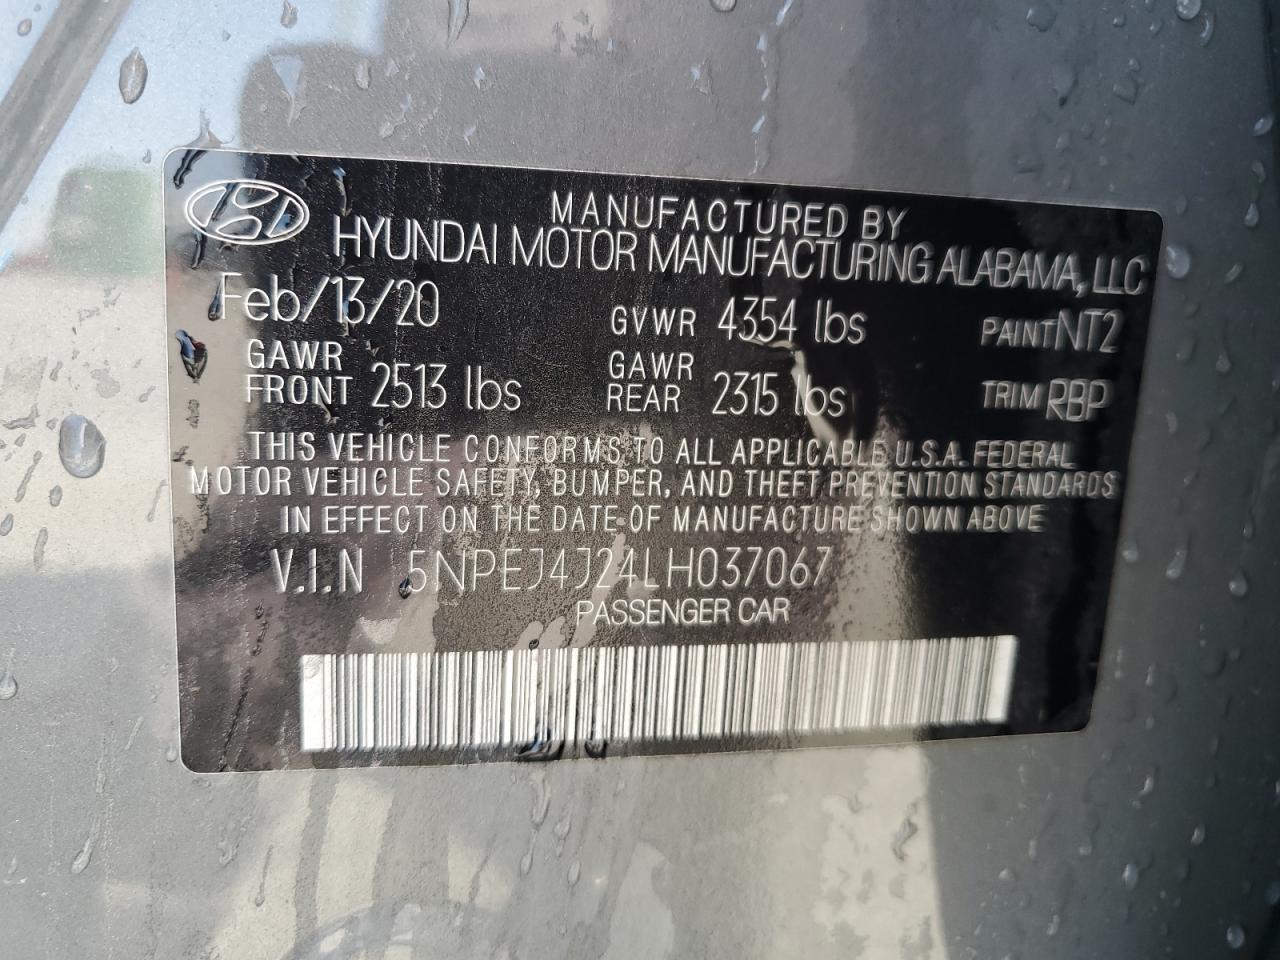 MANUFACTURED BY
HYUNDAI MOTOR MANUFACTURING ALABAMA, LLC
Feb/13/20 GVWR 4354 lbs PAINT NT2
GAWR FRONT 2513 lbs GAWR REAR 2315 lbs TRIM RBP
THIS VEHICLE CONFORMS TO ALL APPLICABLE U.S.A. FEDERAL
MOTOR VEHICLE SAFETY, BUMPER, AND THEFT PREVENTION STANDARDS
IN EFFECT ON THE DATE OF MANUFACTURE SHOWN ABOVE
V.I.N 5NPEJ4J24LH037067
PASSENGER CAR